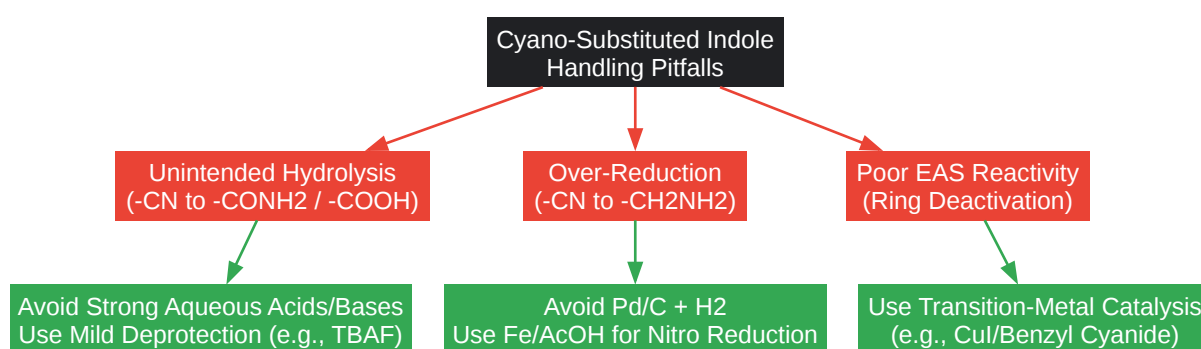 Cyano-Substituted Indole
Handling Pitfalls
Unintended Hydrolysis
(-CN to -CONH2 / -COOH)
Over-Reduction
(-CN to -CH2NH2)
Poor EAS Reactivity
(Ring Deactivation)
Avoid Strong Aqueous Acids/Bases
Use Mild Deprotection (e.g., TBAF)
Avoid Pd/C + H2
Use Fe/AcOH for Nitro Reduction
Use Transition-Metal Catalysis
(e.g., CuI/Benzyl Cyanide)